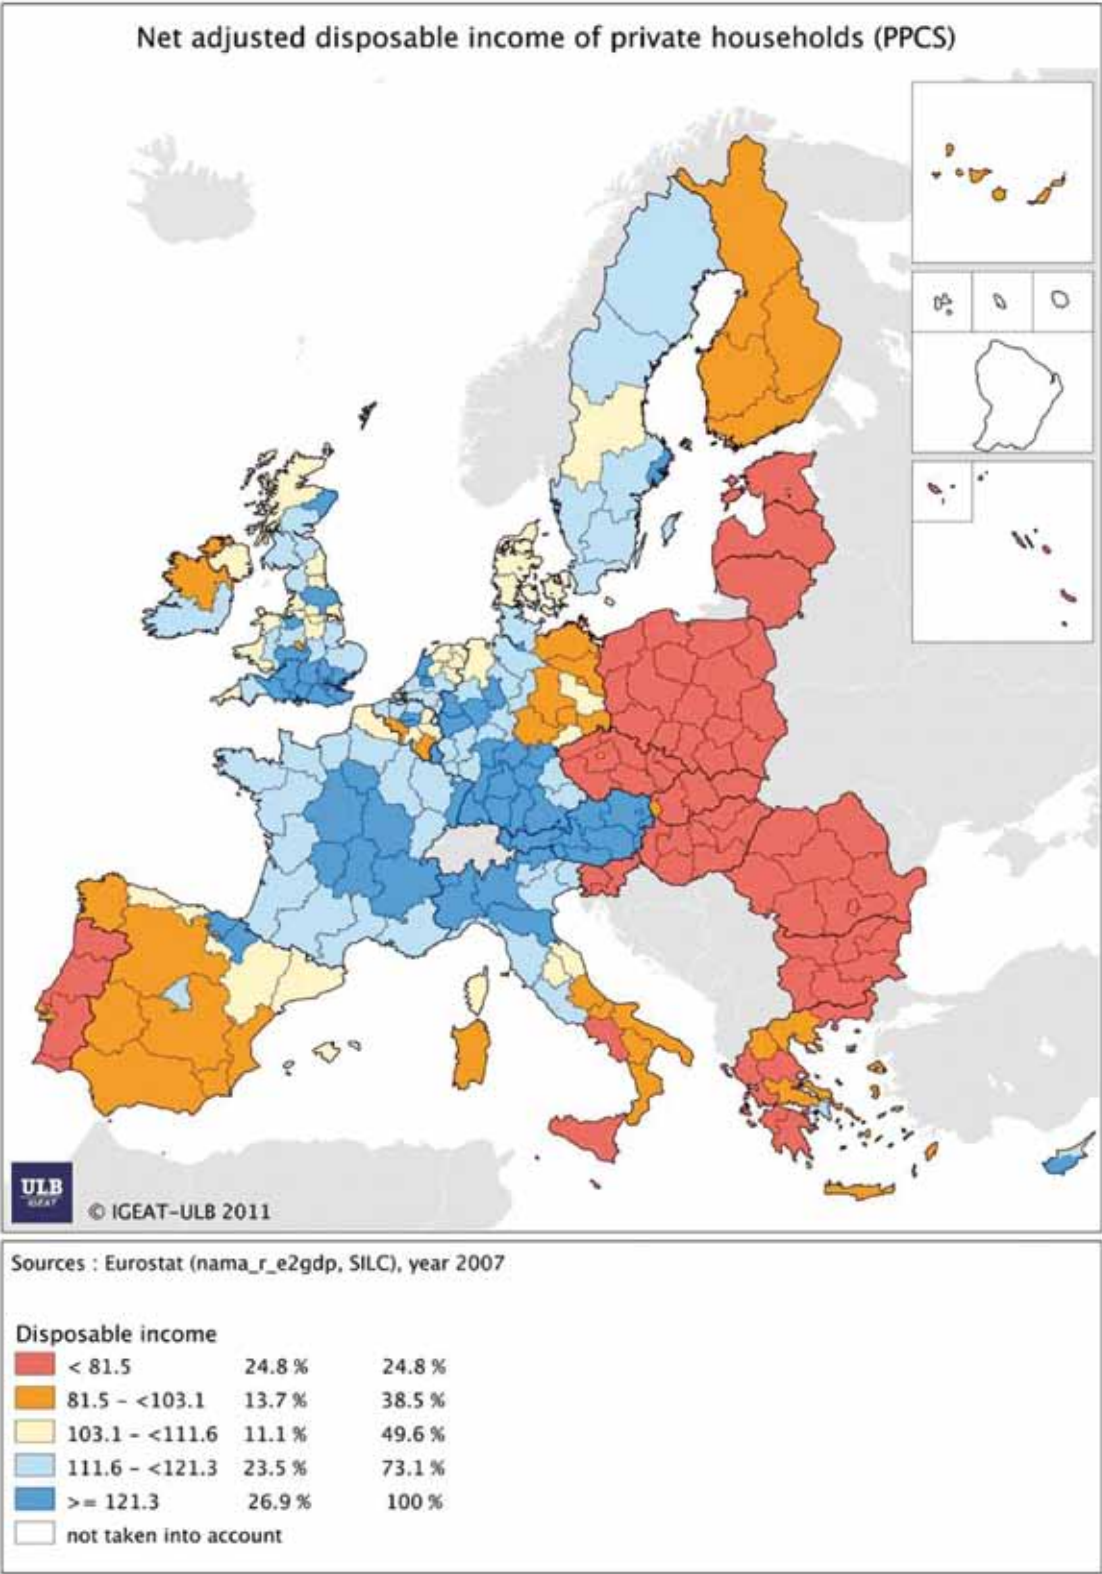 Net adjusted disposable income of private households (PPCS)
ULB
IGEAT
© IGEAT-ULB 2011
Sources : Eurostat (nama_r_e2gdp, SILC), year 2007
Disposable income
< 81.5 24.8 % 24.8 %
81.5 - <103.1 13.7 % 38.5 %
103.1 - <111.6 11.1 % 49.6 %
111.6 - <121.3 23.5 % 73.1 %
>= 121.3 26.9 % 100 %
not taken into account